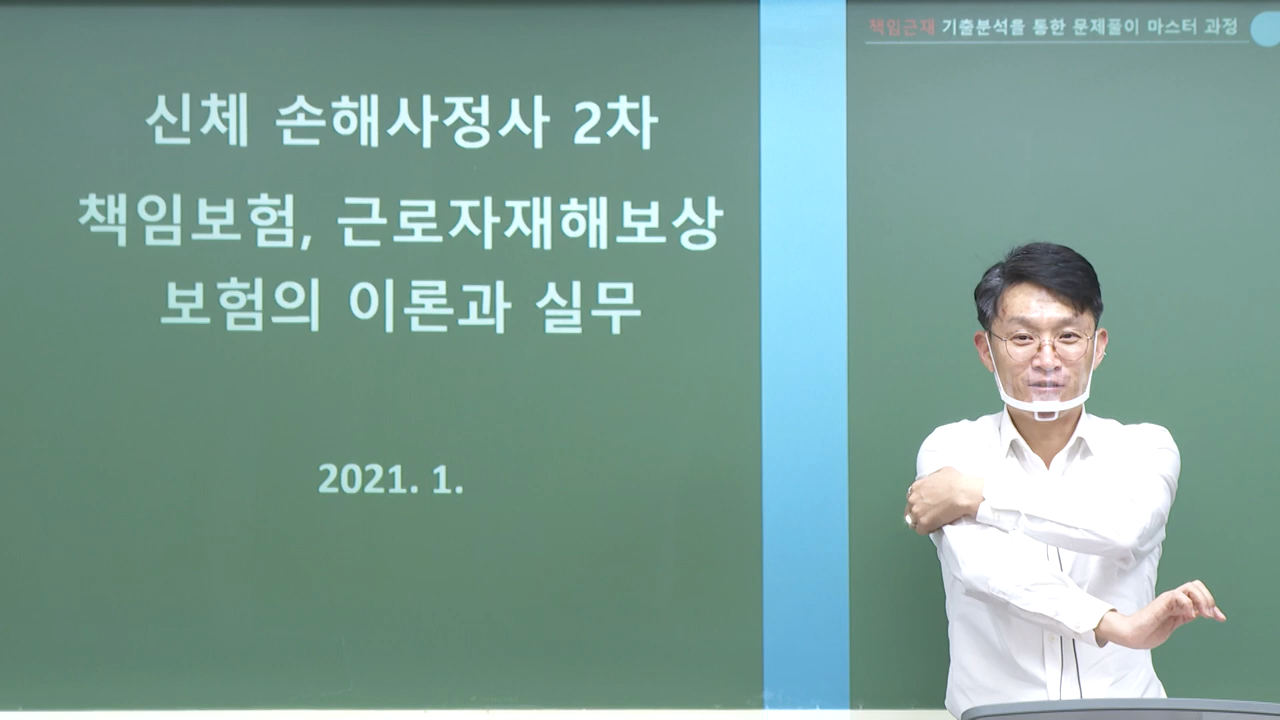 책임근재 기출분석을 통한 문제풀이 마스터 과정
신체 손해사정사 2차
책임보험, 근로자재해보상
보험의 이론과 실무
2021. 1.